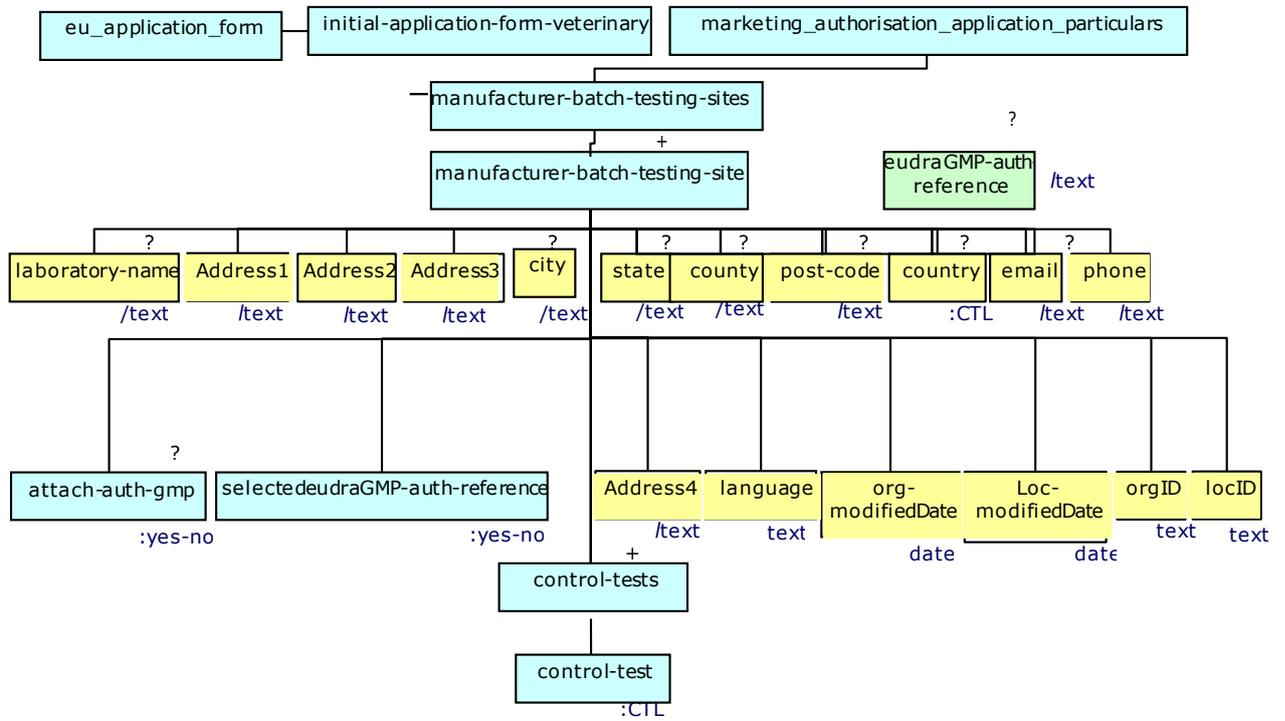 eu_application_form
initial-application-form-veterinary
marketing_authorisation_application_particulars
manufacturer-batch-testing-sites
?
+
manufacturer-batch-testing-site
eudraGMP-auth-
reference
/text
? ? ? ? ? ? ?
laboratory-name Address1 Address2 Address3 city state county post-code country email phone
/text /text /text /text /text /text /text /text :CTL /text /text
?
attach-auth-gmp selectedeudraGMP-auth-reference Address4 language org-
modifiedDate Loc-
modifiedDate orgID locID
:yes-no :yes-no /text text date date text text
+
control-tests
control-test
:CTL